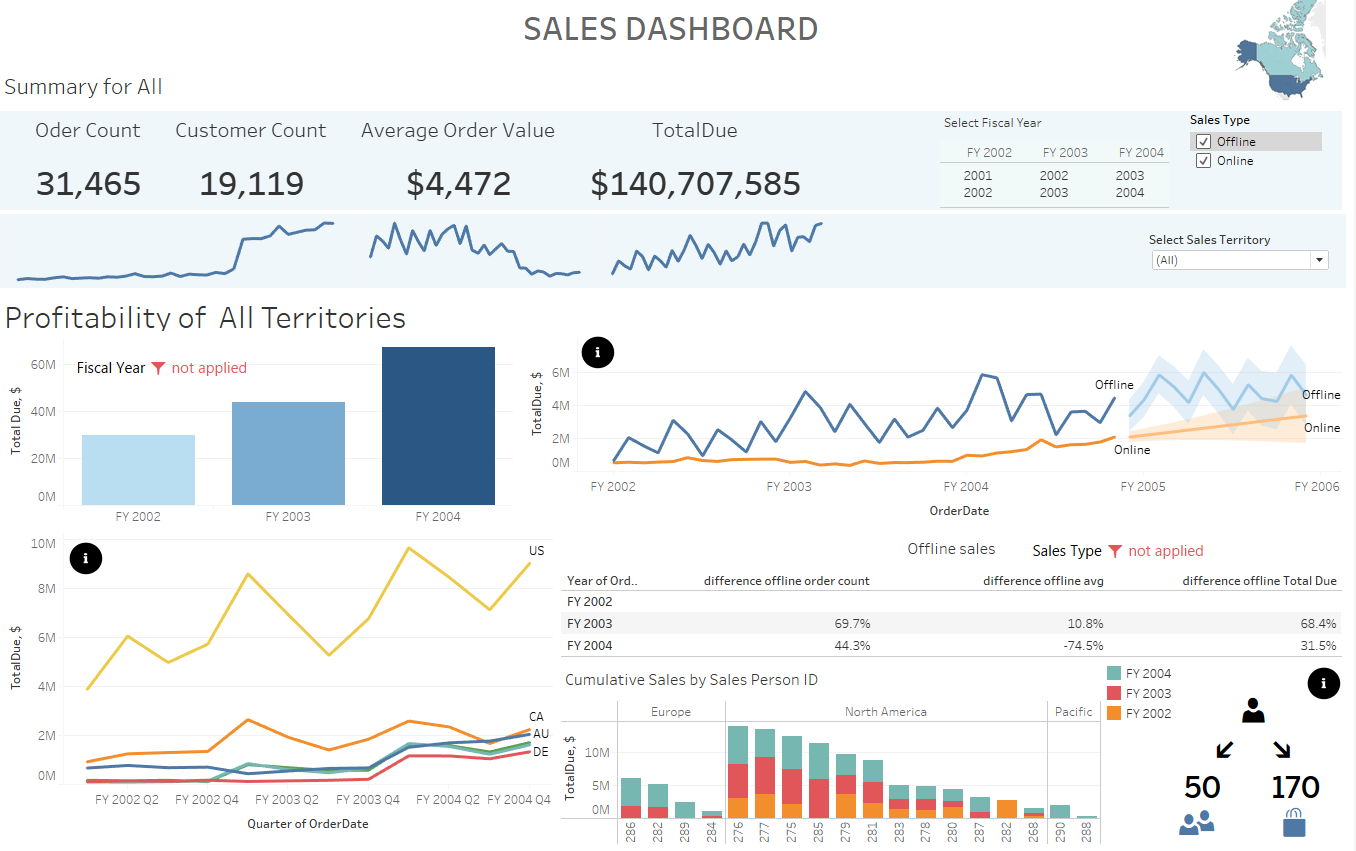 SALES DASHBOARD
Summary for All
Oder Count
Customer Count
Average Order Value
TotalDue
31,465
19,119
$4,472
$140,707,585
Select Fiscal Year
FY 2002 FY 2003 FY 2004
2001 2002 2003
2002 2003 2004
Sales Type
Offline
Online
Select Sales Territory
(All)
Profitability of All Territories
Fiscal Year not applied
Total Due, $
60M
40M
20M
0M
FY 2002 FY 2003 FY 2004
i
TotalDue, $
6M
4M
2M
0M
Offline
Online
Offline
Online
FY 2002 FY 2003 FY 2004 FY 2005 FY 2006
OrderDate
i
TotalDue, $
10M
8M
6M
4M
2M
0M
US
CA
AU
DE
FY 2002 Q2 FY 2002 Q4 FY 2003 Q2 FY 2003 Q4 FY 2004 Q2 FY 2004 Q4
Quarter of OrderDate
Offline sales
Sales Type not applied
Year of Ord.. difference offline order count difference offline avg difference offline Total Due
FY 2002
FY 2003 69.7% 10.8% 68.4%
FY 2004 44.3% -74.5% 31.5%
Cumulative Sales by Sales Person ID
FY 2004
FY 2003
FY 2002
i
Europe North America Pacific
TotalDue, $
10M
5M
0M
286 282 289 284 276 277 275 285 279 281 283 278 280 287 282 268 290 288
50 170